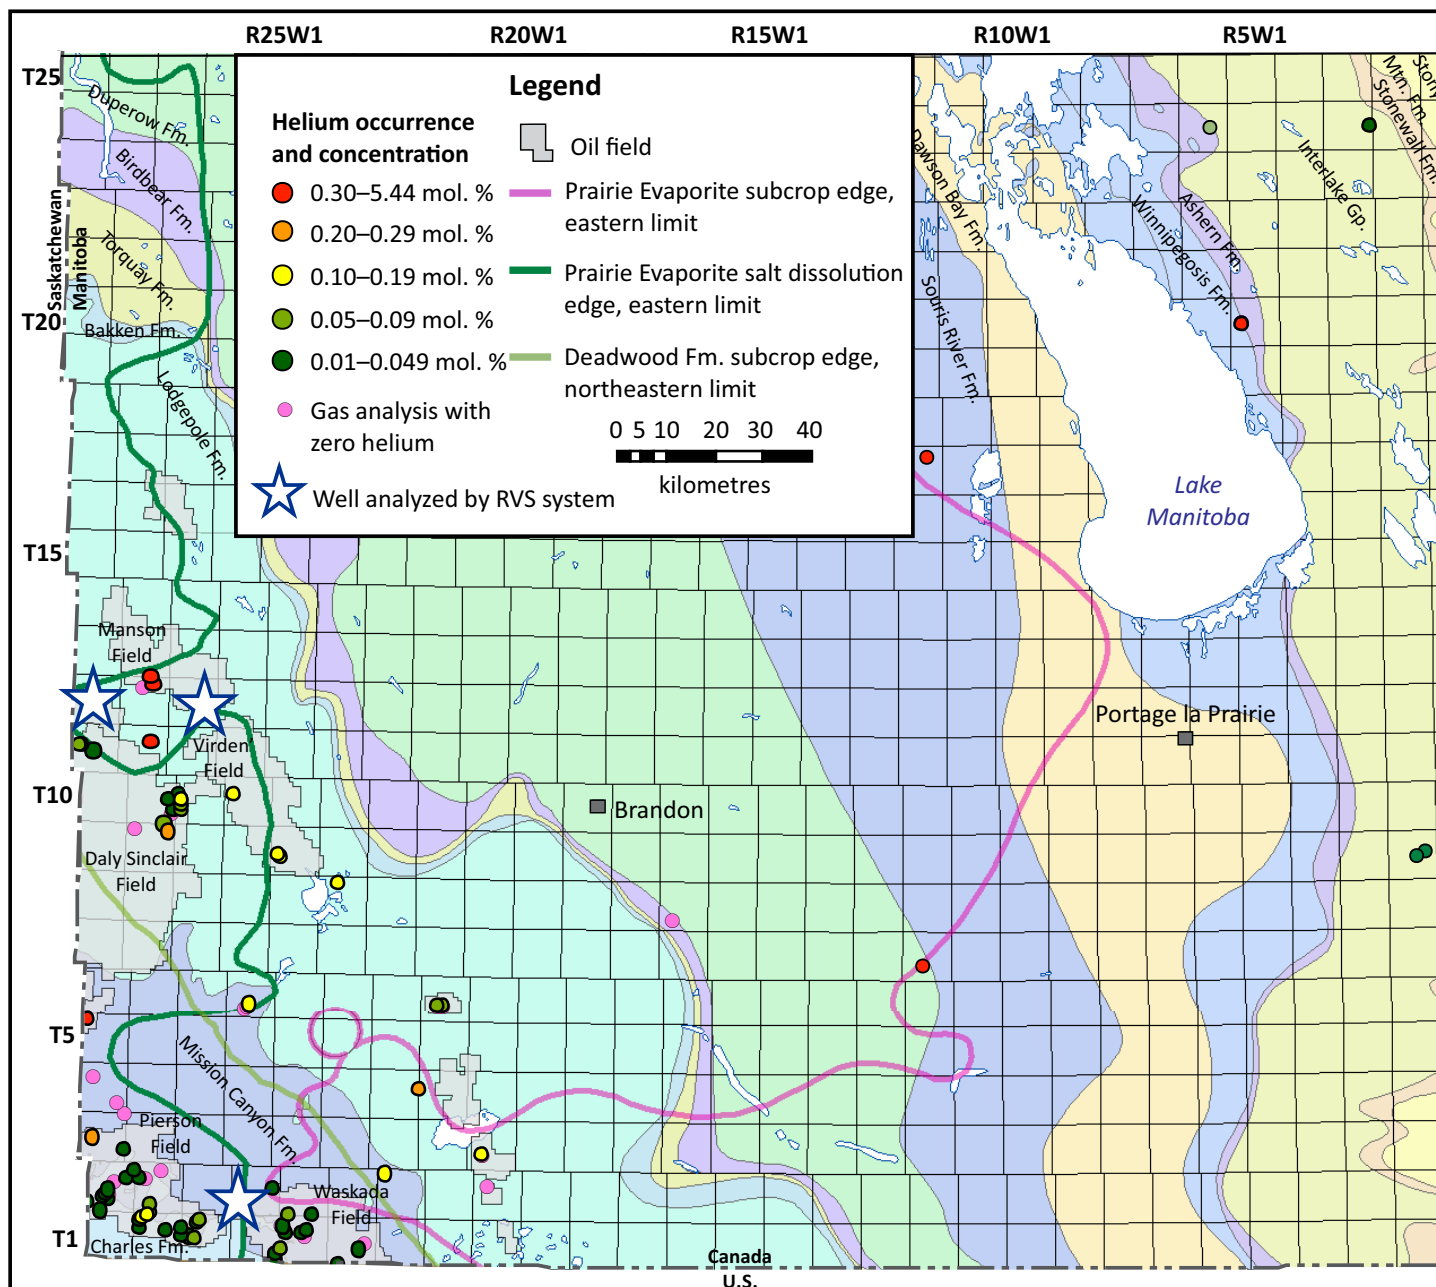 R25W1 R20W1 R15W1 R10W1 R5W1
T25
T20
T15
T10
T5
T1
Saskatchewan
Manitoba
Duperow Fm.
Birdbear Fm.
Torquay Fm.
Bakken Fm.
Lodgepole Fm.
Legend
Helium occurrence
and concentration
0.30–5.44 mol. %
0.20–0.29 mol. %
0.10–0.19 mol. %
0.05–0.09 mol. %
0.01–0.049 mol. %
Gas analysis with
zero helium
Well analyzed by RVS system
Oil field
Prairie Evaporite subcrop edge,
eastern limit
Prairie Evaporite salt dissolution
edge, eastern limit
Deadwood Fm. subcrop edge,
northeastern limit
0 5 10 20 30 40
kilometres
Dawson Bay Fm.
Souris River Fm.
Winnipegosis Fm.
Ashern Fm.
Interlake Gp.
Stonewall Fm.
Mtn. Fm.
Stony
Lake
Manitoba
Manson
Field
Virden
Field
Portage la Prairie
Brandon
Daly Sinclair
Field
Mission Canyon Fm.
Pierson
Field
Waskada
Field
Charles Fm.
Canada
U.S.